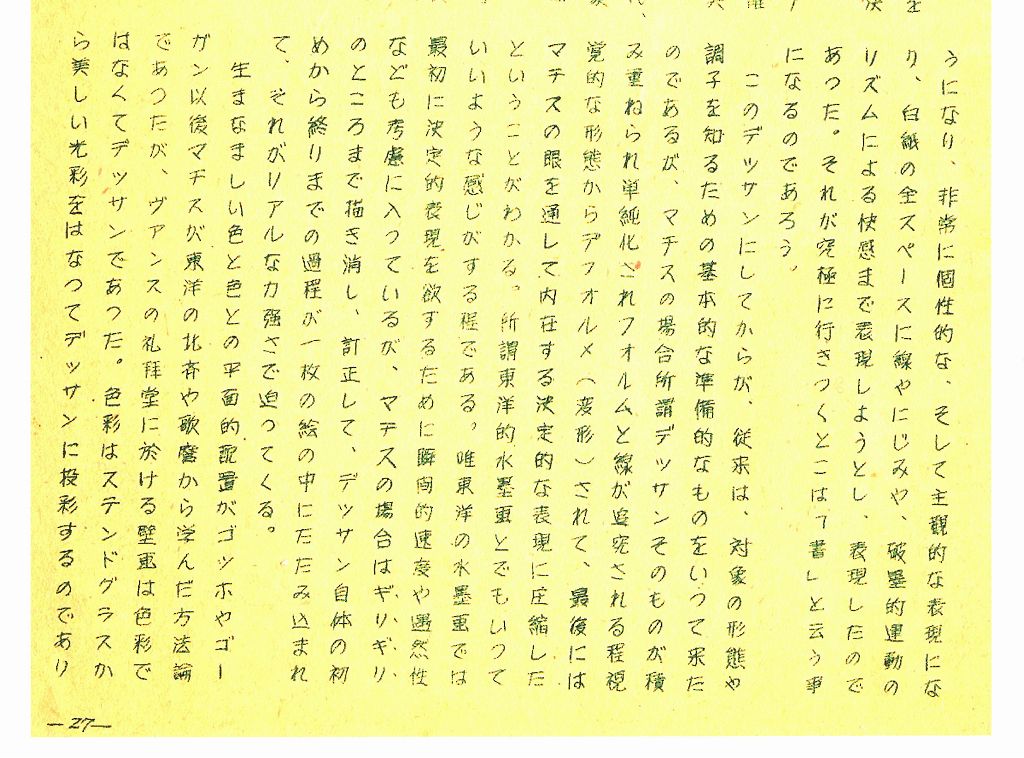 うになり、非常に個性的な、そして主観的な表現にな
り、白紙の全スペースに線やにじみや、破墨的運動の
リズムによる快感まで表現しようとし、表現したので
あつた。それが究極に行きつくとこは「書」と云う事
になるのであろう。
このデッサンにしてからが、従来は、対象の形態や
調子を知るための基本的な準備的なものをいつて来た
のであるが、マチスの場合所謂デッサンそのものが積
み重ねられ単純化されフオルムと線が追究される程視
覚的な形態からデフオルメ(変形)されて、最後には
マチスの眼を通して内在する決定的な表現に圧縮した
ということがわかる。所謂東洋的水墨画とでもいつて
いいような感じがする程である。唯東洋の水墨画では
最初に決定的表現を欲するために瞬間的速度や偶然性
なども考慮に入つているが、マチスの場合はギリ、ギリ、
のところまで描き消し、訂正して、デッサン自体の初
めから終りまでの過程が一枚の絵の中にたたみ込まれ
て、それがリアルな力強さで迫つてくる。
生まなましい色と色との平面的配置がゴッホやゴー
ガン以後マチスが東洋の北斉や歌麿から学んだ方法論
であつたが、ヴアンスの礼拝堂に於ける壁画は色彩で
はなくてデッサンであつた。色彩はステンドグラスか
ら美しい光彩をはなつてデッサンに投彩するのであり
—27—